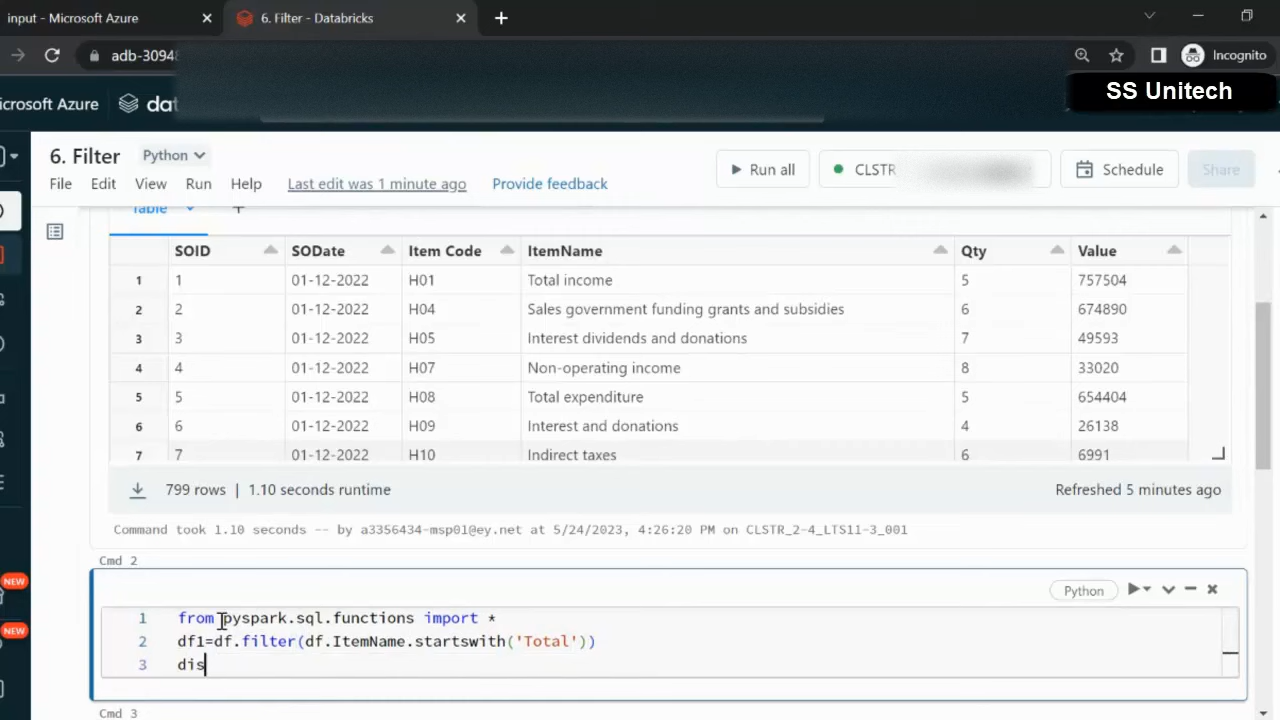 input - Microsoft Azure
6. Filter - Databricks
adb-3094
Incognito
icrosoft Azure
dat
SS Unitech
6. Filter
Python
Run all
CLSTR
Schedule
Share
File Edit View Run Help Last edit was 1 minute ago Provide feedback
Table +
SOID SODate Item Code ItemName Qty Value
1 1 01-12-2022 H01 Total income 5 757504
2 2 01-12-2022 H04 Sales government funding grants and subsidies 6 674890
3 3 01-12-2022 H05 Interest dividends and donations 7 49593
4 4 01-12-2022 H07 Non-operating income 8 33020
5 5 01-12-2022 H08 Total expenditure 5 654404
6 6 01-12-2022 H09 Interest and donations 4 26138
7 7 01-12-2022 H10 Indirect taxes 6 6991
799 rows | 1.10 seconds runtime
Refreshed 5 minutes ago
Command took 1.10 seconds -- by a3356434-msp01@ey.net at 5/24/2023, 4:26:20 PM on CLSTR_2-4_LTS11-3_001
Cmd 2
NEW
Python
1 from pyspark.sql.functions import *
2 df1=df.filter(df.ItemName.startswith('Total'))
3 dis
NEW
Cmd 3